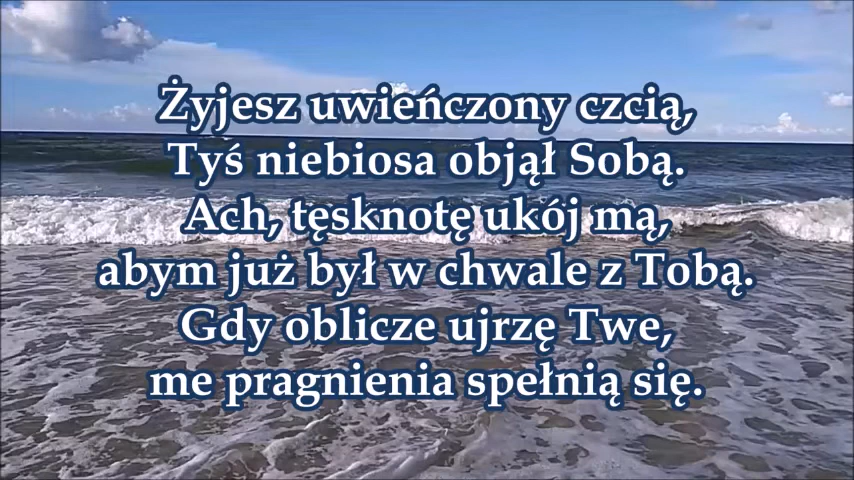 Żyjesz uwieńczony czcią,
Tyś niebiosa objął Sobą.
Ach, tęsknotę ukój mą,
abym już był w chwale z Tobą.
Gdy oblicze ujrzę Twe,
me pragnienia spełnią się.